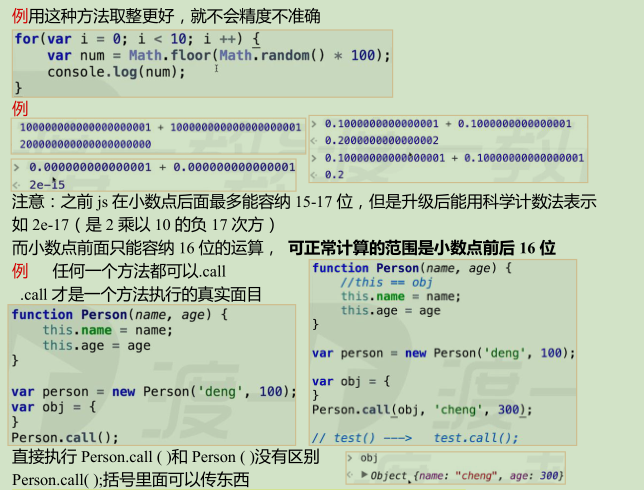 例用这种方法取整更好，就不会精度不准确
for(var i = 0; i < 10; i ++) {
var num = Math.floor(Math.random() * 100);
console.log(num);
}
例
100000000000000000001 + 100000000000000000001
200000000000000000000
> 0.000000000000001 + 0.000000000000001
< 2e-15
> 0.1000000000000001 + 0.1000000000000001
< 0.2000000000000002
> 0.10000000000000001 + 0.10000000000000001
< 0.2
注意：之前 js 在小数点后面最多能容纳 15-17 位，但是升级后能用科学计数法表示
如 2e-17（是 2 乘以 10 的负 17 次方）
而小数点前面只能容纳 16 位的运算， 可正常计算的范围是小数点前后 16 位
例 任何一个方法都可以.call
.call 才是一个方法执行的真实面目
function Person(name, age) {
this.name = name;
this.age = age
}
var person = new Person('deng', 100);
var obj = {
}
Person.call();
function Person(name, age) {
//this == obj
this.name = name;
this.age = age
}
var person = new Person('deng', 100);
var obj = {
}
Person.call(obj, 'cheng', 300);
// test() ---> test.call();
直接执行 Person.call ( )和 Person ( )没有区别
Person.call( );括号里面可以传东西
> obj
< ▶Object {name: "cheng", age: 300}